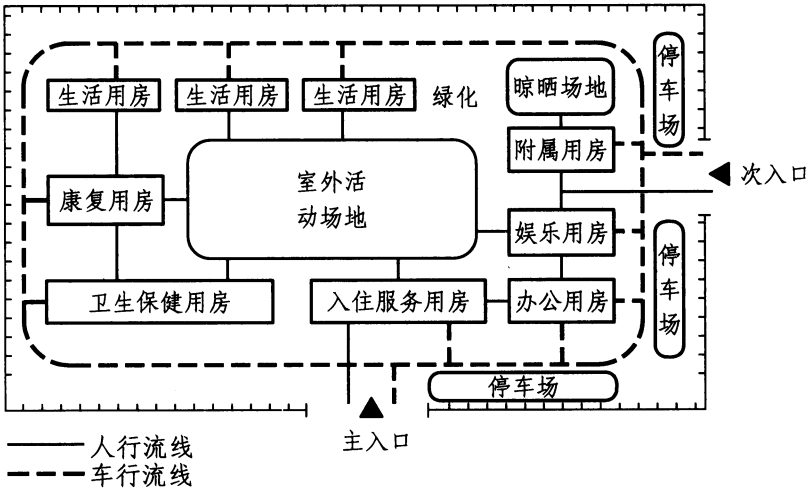 停车场
生活用房 生活用房 生活用房 绿化 晾晒场地
附属用房
室外活动场地
次入口
康复用房
娱乐用房
停车场
卫生保健用房 入住服务用房 办公用房
停车场
主入口
人行流线
车行流线